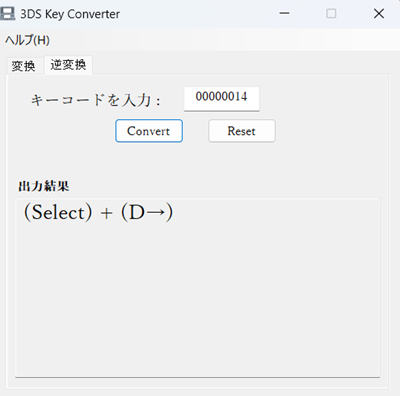 3DS Key Converter
ヘルプ(H)
変換 逆変換
キーコードを入力 : 00000014
Convert Reset
出力結果
(Select) + (D→)